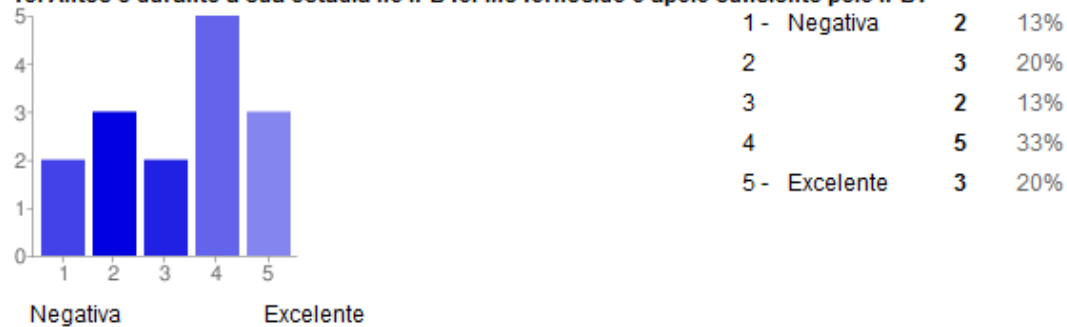 5
4
3
2
1
0
1 2 3 4 5
Negativa Excelente
1 - Negativa 2 13%
2 3 20%
3 2 13%
4 5 33%
5 - Excelente 3 20%